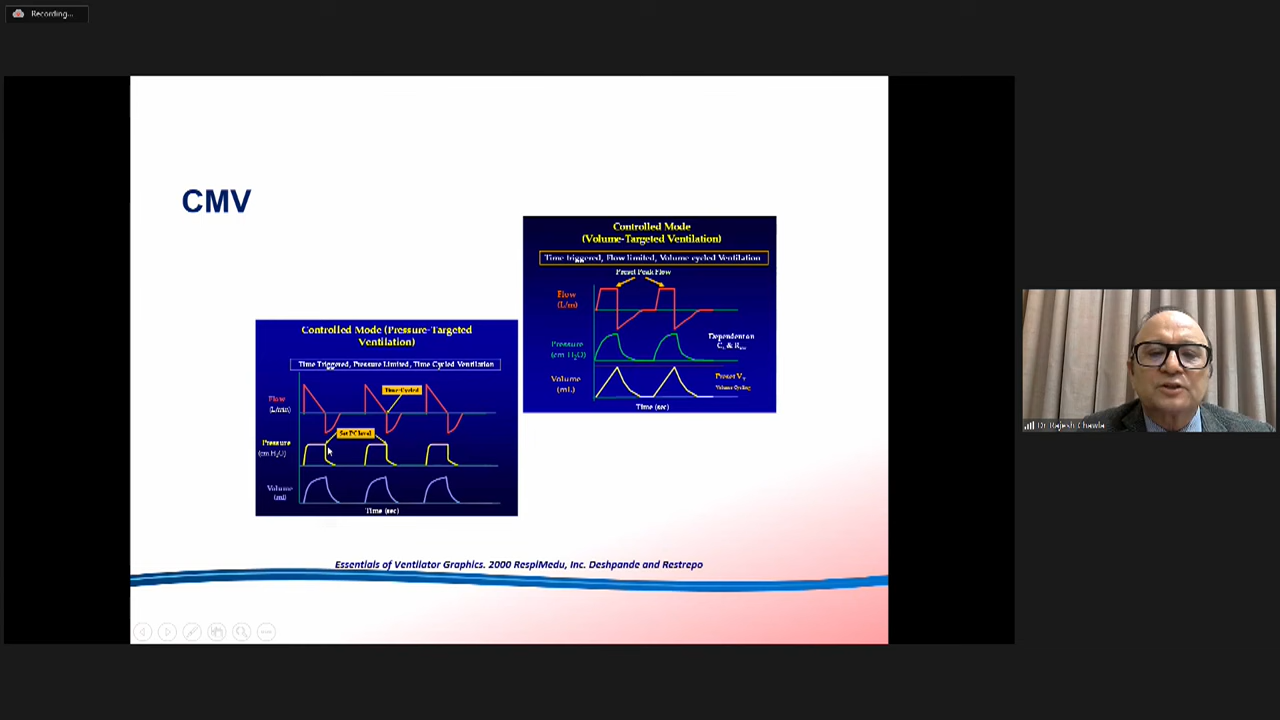 Recording...
CMV
Controlled Mode
(Volume-Targeted Ventilation)
Time triggered, Flow limited, Volume cycled Ventilation
Preset Peak Flow
Flow
(L/m)
Pressure
(cm H2O)
Dependent on
Volume
(mL)
Preset VT
Volume Cycling
Time (sec)
Controlled Mode (Pressure-Targeted
Ventilation)
Time Triggered, Pressure Limited, Time Cycled Ventilation
Time-Cycled
Flow
(L/min)
Set PC level
Pressure
(cm H2O)
Volume
(ml)
Time (sec)
Essentials of Ventilator Graphics. 2000 RespiMedu, Inc. Deshpande and Restrepo
Dr Rajesh Chawla